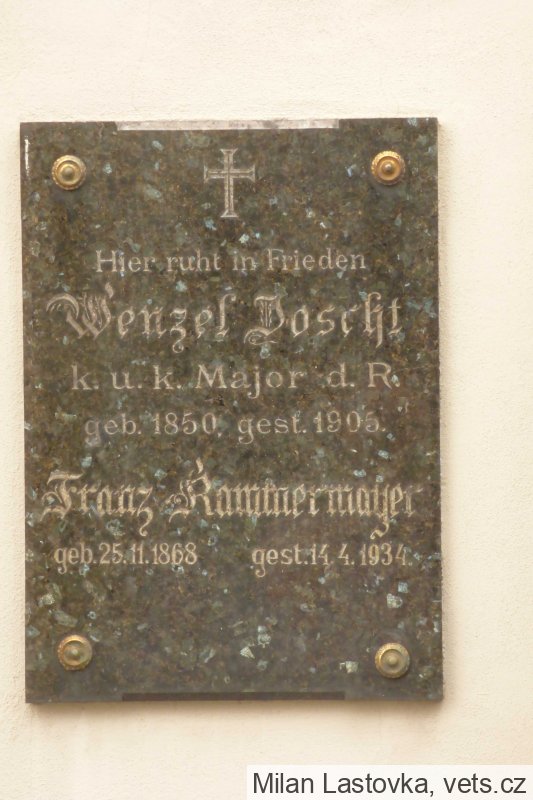 Hier ruht in Frieden
Wenzel Joscht
k. u. k. Major d. R.
geb. 1850, gest. 1905.
Franz Kammermayer
geb. 25. 11. 1868 gest. 14. 4. 1934.
Milan Lastovka, vets.cz